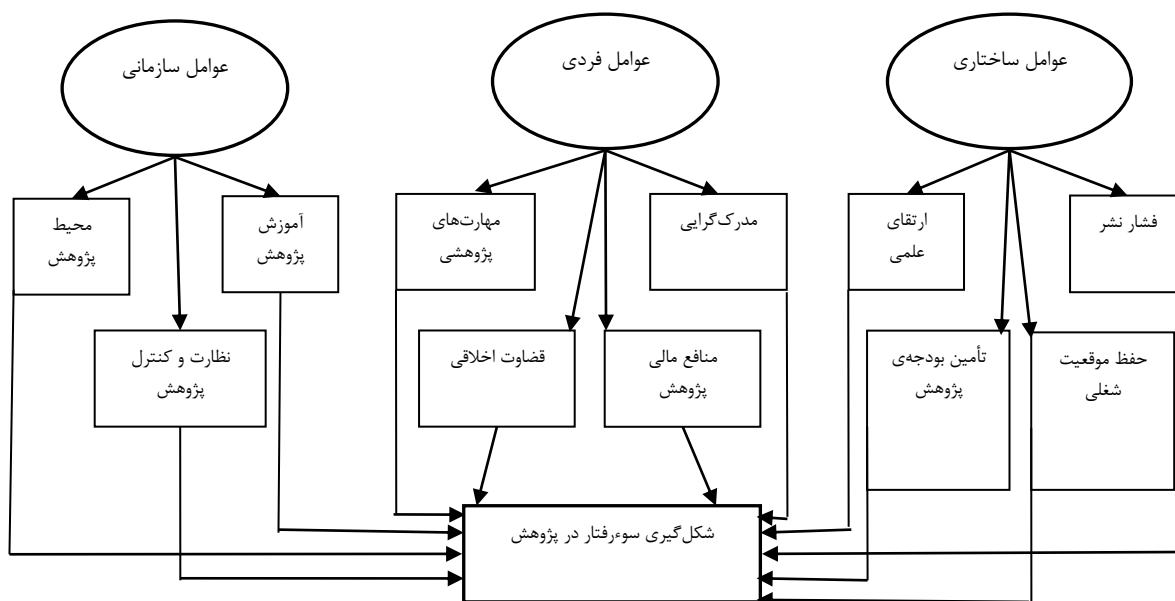 عوامل ساختاری
عوامل فردی
عوامل سازمانی
فشار نشر
ارتقای
علمی
مدرک‌گرایی
مهارت‌های
پژوهشی
آموزش
پژوهش
محیط
پژوهش
حفظ موقعیت
شغلی
تأمین بودجه‌ی
پژوهش
منافع مالی
پژوهش
قضاوت اخلاقی
نظارت و کنترل
پژوهش
شکل‌گیری سوءرفتار در پژوهش